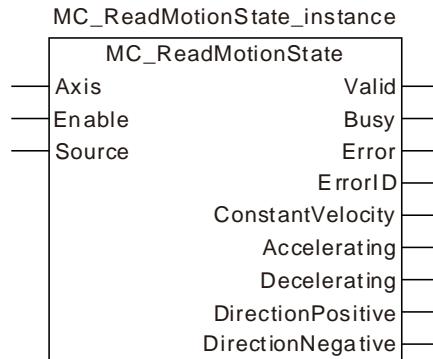 MC_ReadMotionState_instance
MC_ReadMotionState
Axis Valid
Enable Busy
Source Error
ErrorID
ConstantVelocity
Accelerating
Decelerating
DirectionPositive
DirectionNegative